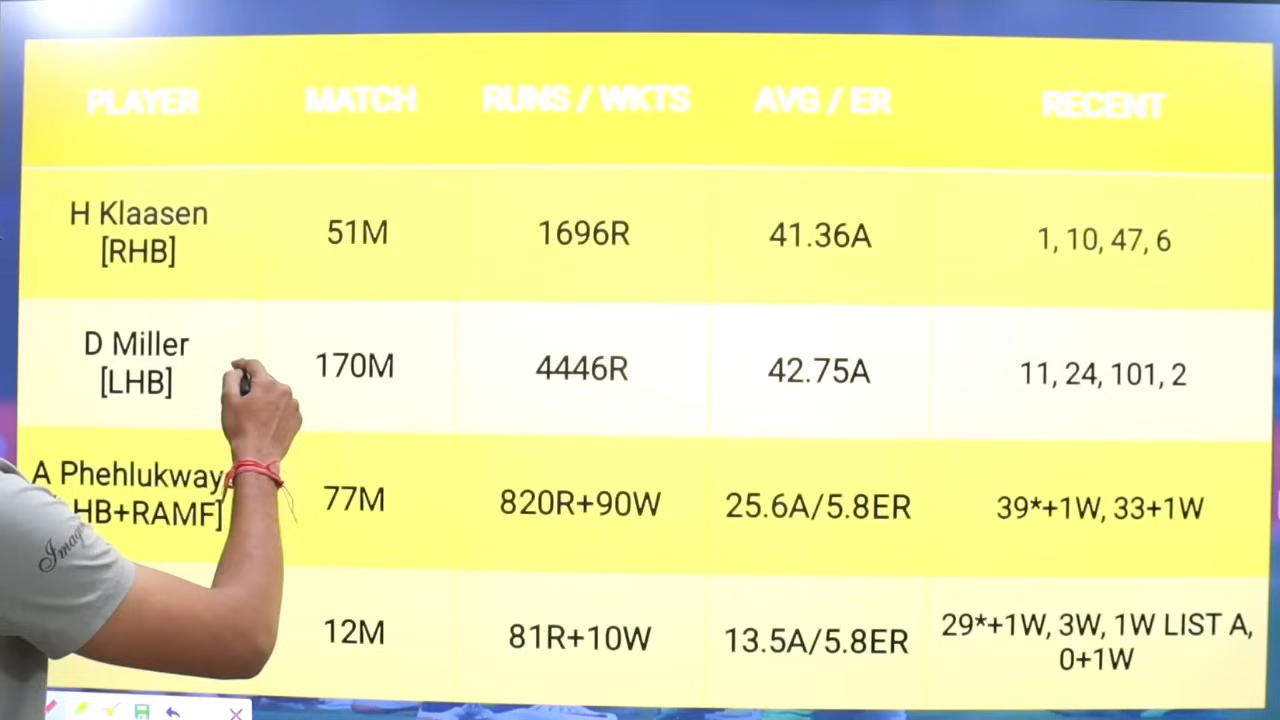 PLAYER MATCH RUNS / WKTS AVG / ER RECENT
H Klaasen
[RHB] 51M 1696R 41.36A 1, 10, 47, 6
D Miller
[LHB] 170M 4446R 42.75A 11, 24, 101, 2
A Phehlukway
HB+RAMF] 77M 820R+90W 25.6A/5.8ER 39*+1W, 33+1W
12M 81R+10W 13.5A/5.8ER 29*+1W, 3W, 1W LIST A,
0+1W